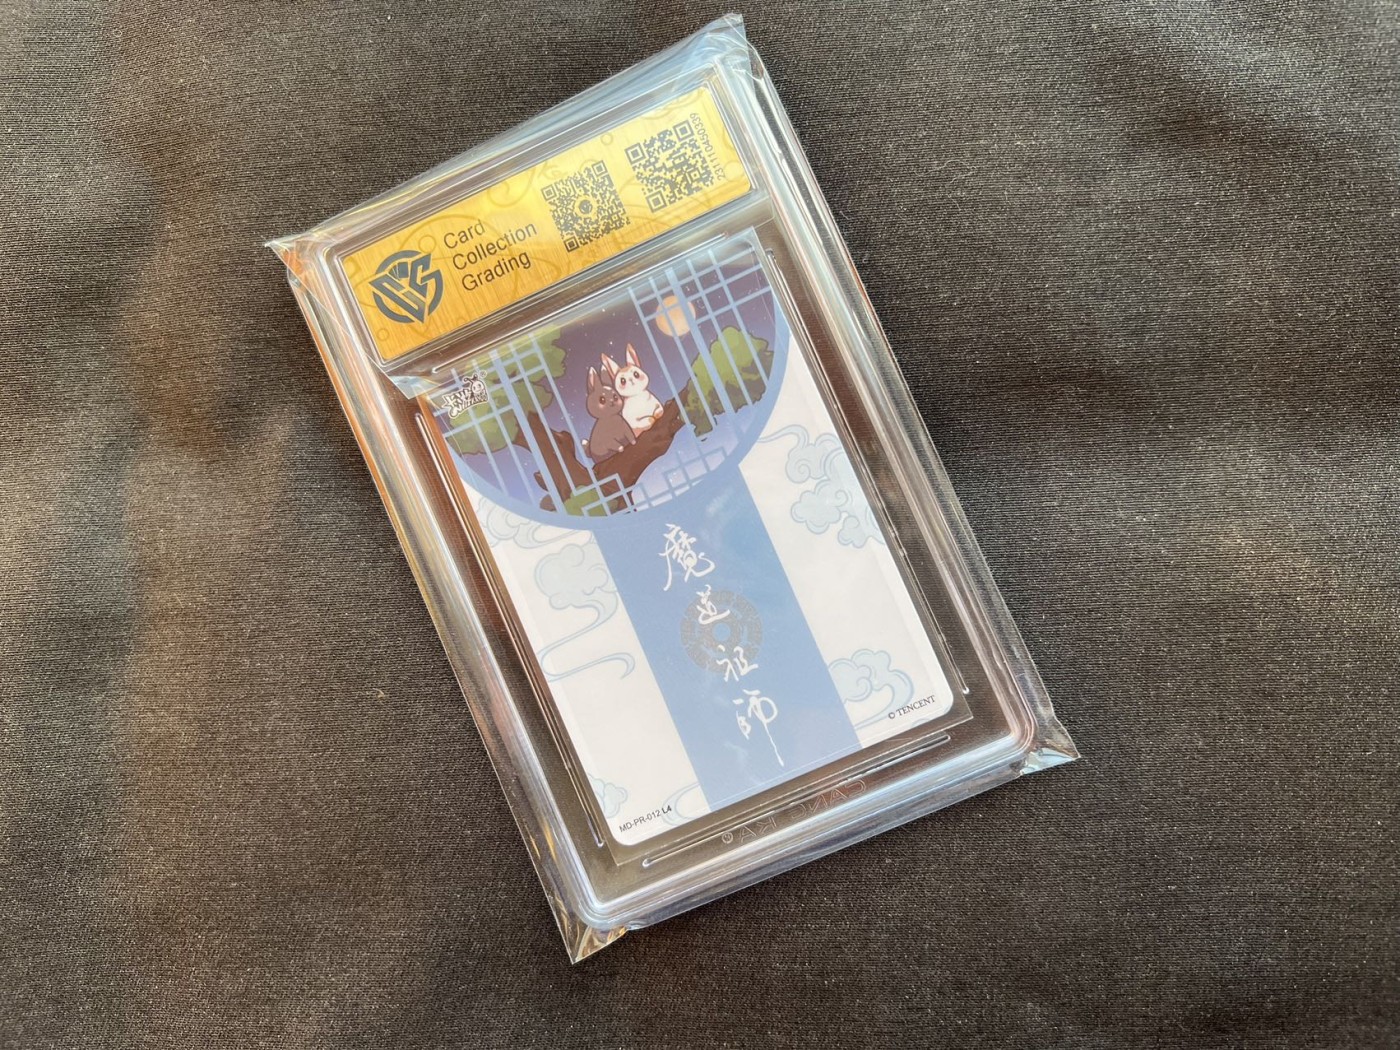 Card
Collection
Grading
魔道祖師
© TENCENT
MD-PR-012 L4